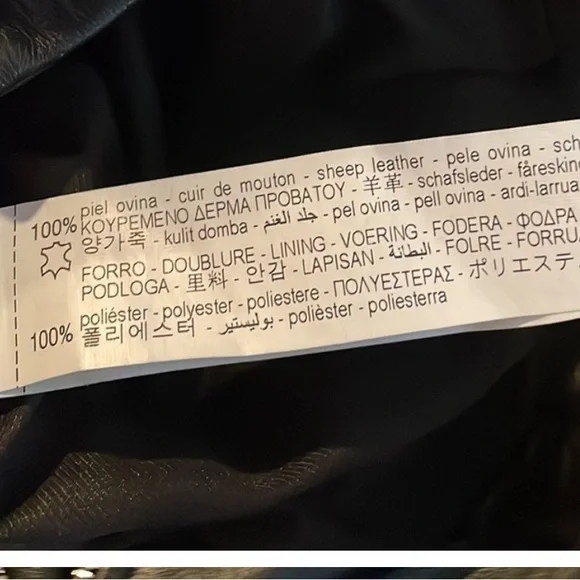 100% piel ovina - cuir de mouton - sheep leather - pele ovina - sch
ΚΟΥΡΕΜΕΝΟ ΔΕΡΜΑ ΠΡΟΒΑΤΟΥ - 羊革 - schafsleder - fåreskin
양가죽 - kulit domba - جلد الغنم - pel ovina - pell ovina - ardi-larrua
FORRO - DOUBLURE - LINING - VOERING - FODERA - ΦΟΔΡΑ
PODLOGA - 里料 - 안감 - LAPISAN - البطانة - FOLRE - FORRU
100% poliéster - polyester - poliestere - ΠΟΛΥΕΣΤΕΡΑΣ - ポリエステ
폴리에스터 - بوليستير - polièster - poliesterra